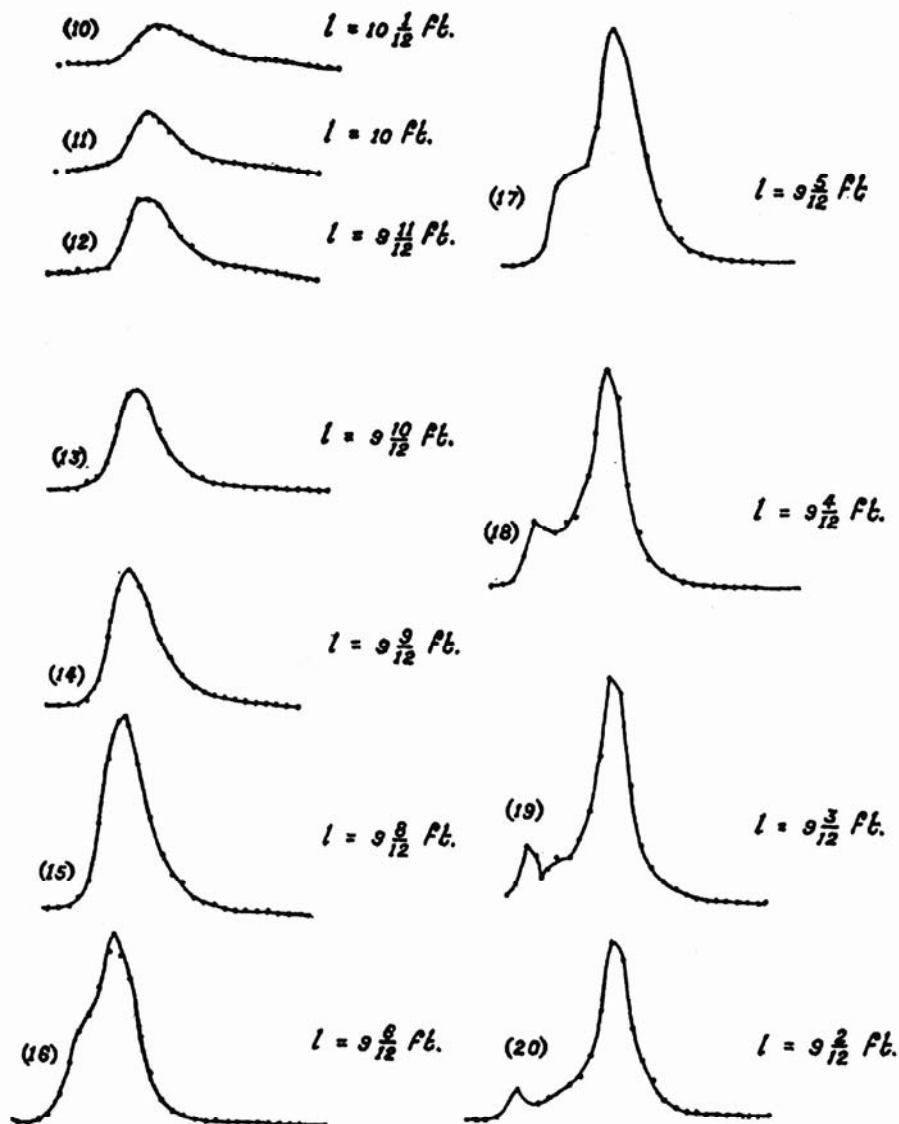 (10) l = 10 1/12 ft.
(11) l = 10 ft.
(12) l = 9 11/12 ft.
(13) l = 9 10/12 ft.
(14) l = 9 9/12 ft.
(15) l = 9 8/12 ft.
(16) l = 9 6/12 ft.
(17) l = 9 5/12 ft
(18) l = 9 4/12 ft.
(19) l = 9 3/12 ft.
(20) l = 9 2/12 ft.